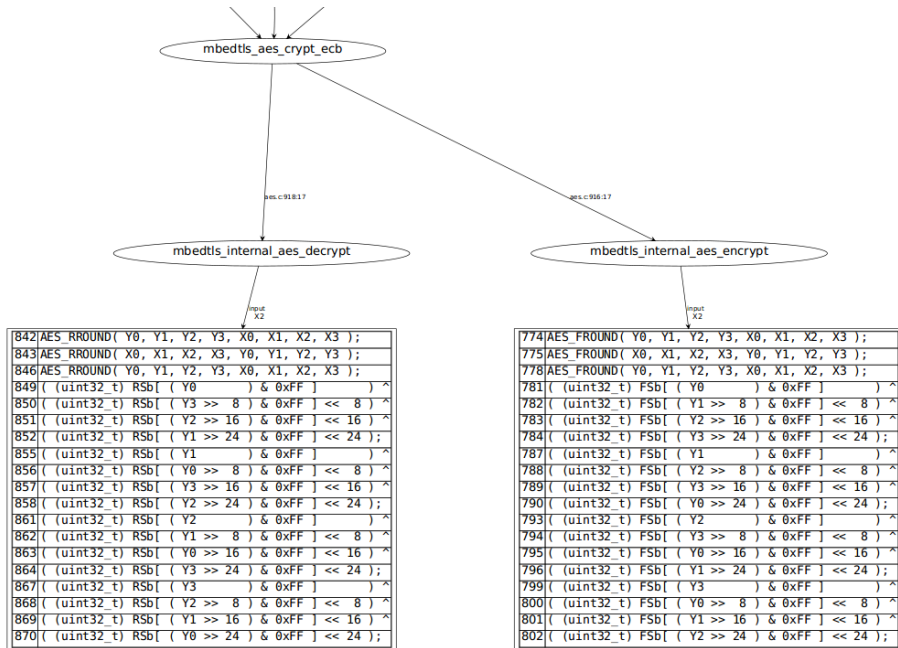 mbedtls_aes_crypt_ecb
aes.c:918:17
aes.c:916:17
mbedtls_internal_aes_decrypt
mbedtls_internal_aes_encrypt
input
X2
input
X2
842 AES_RROUND( Y0, Y1, Y2, Y3, X0, X1, X2, X3 );
843 AES_RROUND( X0, X1, X2, X3, Y0, Y1, Y2, Y3 );
846 AES_RROUND( Y0, Y1, Y2, Y3, X0, X1, X2, X3 );
849 ( (uint32_t) RSb[ ( Y0       ) & 0xFF ]       ) ^
850 ( (uint32_t) RSb[ ( Y3 >>  8 ) & 0xFF ] <<  8 ) ^
851 ( (uint32_t) RSb[ ( Y2 >> 16 ) & 0xFF ] << 16 ) ^
852 ( (uint32_t) RSb[ ( Y1 >> 24 ) & 0xFF ] << 24 );
855 ( (uint32_t) RSb[ ( Y1       ) & 0xFF ]       ) ^
856 ( (uint32_t) RSb[ ( Y0 >>  8 ) & 0xFF ] <<  8 ) ^
857 ( (uint32_t) RSb[ ( Y3 >> 16 ) & 0xFF ] << 16 ) ^
858 ( (uint32_t) RSb[ ( Y2 >> 24 ) & 0xFF ] << 24 );
861 ( (uint32_t) RSb[ ( Y2       ) & 0xFF ]       ) ^
862 ( (uint32_t) RSb[ ( Y1 >>  8 ) & 0xFF ] <<  8 ) ^
863 ( (uint32_t) RSb[ ( Y0 >> 16 ) & 0xFF ] << 16 ) ^
864 ( (uint32_t) RSb[ ( Y3 >> 24 ) & 0xFF ] << 24 );
867 ( (uint32_t) RSb[ ( Y3       ) & 0xFF ]       ) ^
868 ( (uint32_t) RSb[ ( Y2 >>  8 ) & 0xFF ] <<  8 ) ^
869 ( (uint32_t) RSb[ ( Y1 >> 16 ) & 0xFF ] << 16 ) ^
870 ( (uint32_t) RSb[ ( Y0 >> 24 ) & 0xFF ] << 24 );
774 AES_FROUND( Y0, Y1, Y2, Y3, X0, X1, X2, X3 );
775 AES_FROUND( X0, X1, X2, X3, Y0, Y1, Y2, Y3 );
778 AES_FROUND( Y0, Y1, Y2, Y3, X0, X1, X2, X3 );
781 ( (uint32_t) FSb[ ( Y0       ) & 0xFF ]       ) ^
782 ( (uint32_t) FSb[ ( Y1 >>  8 ) & 0xFF ] <<  8 ) ^
783 ( (uint32_t) FSb[ ( Y2 >> 16 ) & 0xFF ] << 16 ) ^
784 ( (uint32_t) FSb[ ( Y3 >> 24 ) & 0xFF ] << 24 );
787 ( (uint32_t) FSb[ ( Y1       ) & 0xFF ]       ) ^
788 ( (uint32_t) FSb[ ( Y2 >>  8 ) & 0xFF ] <<  8 ) ^
789 ( (uint32_t) FSb[ ( Y3 >> 16 ) & 0xFF ] << 16 ) ^
790 ( (uint32_t) FSb[ ( Y0 >> 24 ) & 0xFF ] << 24 );
793 ( (uint32_t) FSb[ ( Y2       ) & 0xFF ]       ) ^
794 ( (uint32_t) FSb[ ( Y3 >>  8 ) & 0xFF ] <<  8 ) ^
795 ( (uint32_t) FSb[ ( Y0 >> 16 ) & 0xFF ] << 16 ) ^
796 ( (uint32_t) FSb[ ( Y1 >> 24 ) & 0xFF ] << 24 );
799 ( (uint32_t) FSb[ ( Y3       ) & 0xFF ]       ) ^
800 ( (uint32_t) FSb[ ( Y0 >>  8 ) & 0xFF ] <<  8 ) ^
801 ( (uint32_t) FSb[ ( Y1 >> 16 ) & 0xFF ] << 16 ) ^
802 ( (uint32_t) FSb[ ( Y2 >> 24 ) & 0xFF ] << 24 );